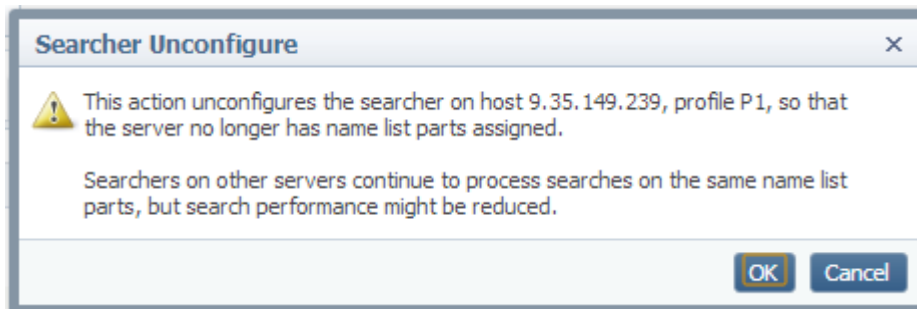 Searcher Unconfigure
This action unconfigures the searcher on host 9.35.149.239, profile P1, so that
the server no longer has name list parts assigned.
Searchers on other servers continue to process searches on the same name list
parts, but search performance might be reduced.
OK Cancel